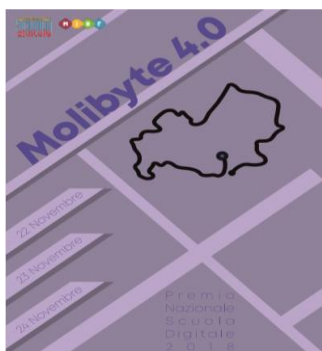 Molibyte 4.0
22 Novembre
23 Novembre
24 Novembre
Premio
Nazionale
Scuola
Digitale
2018